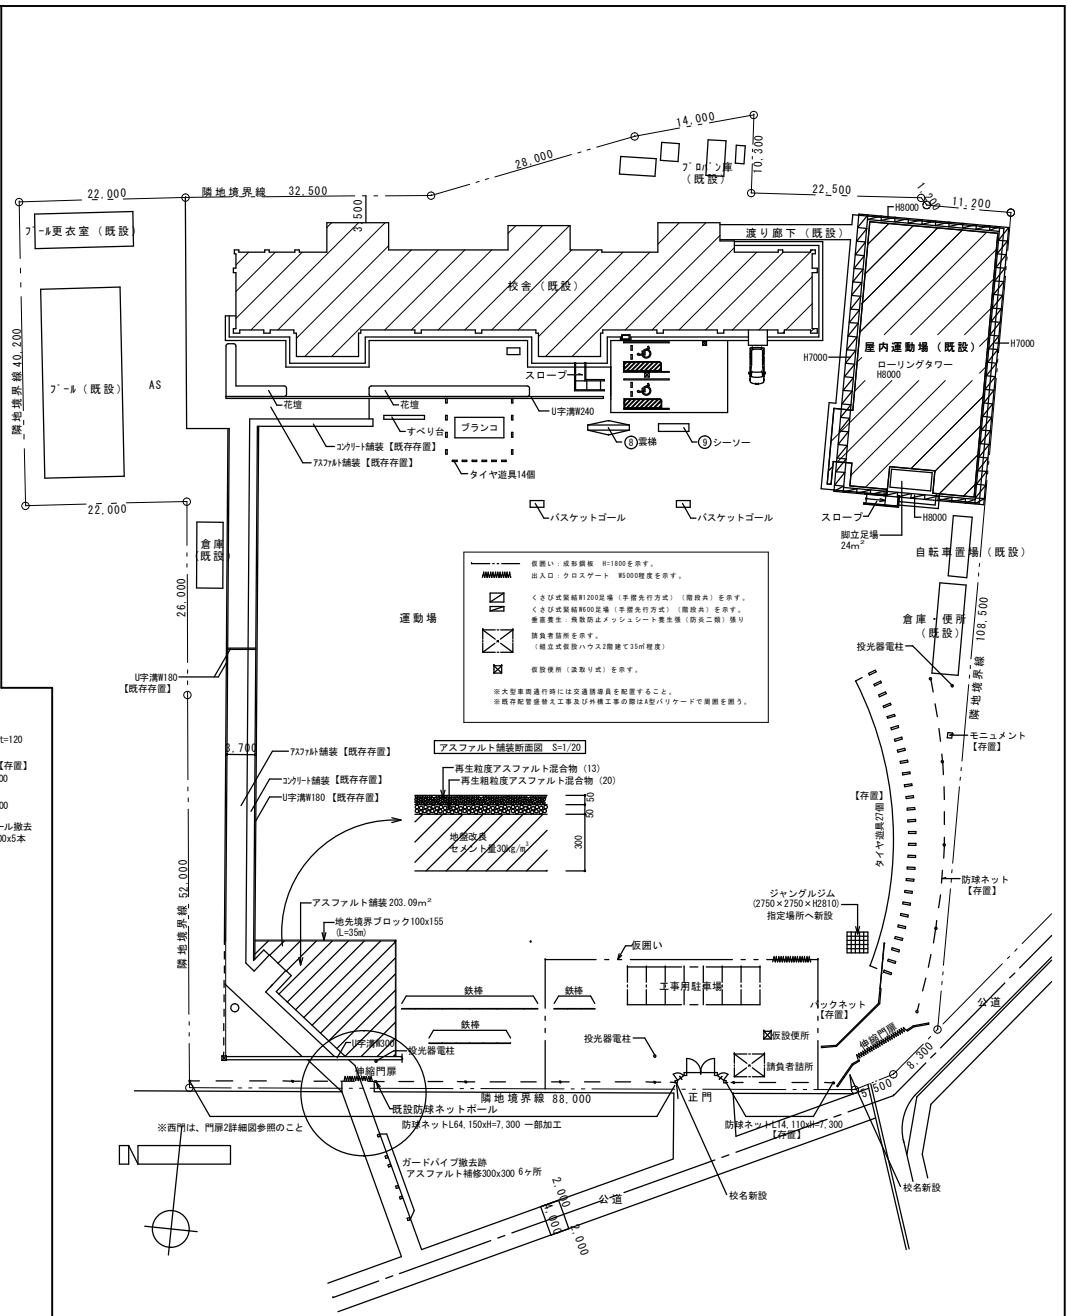 14,000
28,000
10,300
プロパン庫
(既設)
22,000
隣地境界線
32,500
22,500
1,200
11,200
H8000
3,500
プール更衣室(既設)
渡り廊下(既設)
校舎(既設)
隣地境界線 40,200
プール(既設)
AS
H7000
屋内運動場(既設)
ローリングタワー
H8000
H7000
スロープ
花壇
花壇
U字溝W240
すべり台
ブランコ
⑧雲梯
⑨シーソー
コンクリート舗装【既存存置】
アスファルト舗装【既存存置】
タイヤ遊具14個
22,000
バスケットゴール
バスケットゴール
スロープ
H8000
脚立足場
24m²
倉庫
(既設)
自転車置場(既設)
26,000
仮囲い:成形鋼板 H=1800を示す。
出入口:クロスゲート W5000程度を示す。
くさび式緊結W1200足場(手摺先行方式)(階段共)を示す。
くさび式緊結W600足場(手摺先行方式)(階段共)を示す。
垂直養生:飛散防止メッシュシート養生張(防炎二類)張り
請負者詰所を示す。
(組立式仮設ハウス2階建て35㎡程度)
仮設便所(汲取り式)を示す。
※大型車両通行時には交通誘導員を配置すること。
※既存配管盛替え工事及び外構工事の際はA型バリケードで周囲を囲う。
運動場
倉庫・便所
(既設)
隣地境界線 108,500
投光器電柱
U字溝W180
【既存存置】
モニュメント
【存置】
t=120
【存置】
00
00
ール撤去
00x5本
3,700
アスファルト舗装【既存存置】
コンクリート舗装【既存存置】
U字溝W180【既存存置】
アスファルト舗装断面図 S=1/20
再生粒度アスファルト混合物(13)
再生粗粒度アスファルト混合物(20)
50
50
300
地盤改良
セメント量30kg/m³
【存置】
タイヤ遊具27個
防球ネット
【存置】
隣地境界線 52,000
アスファルト舗装203.09m²
地先境界ブロック100x155
(L=35m)
ジャングルジム
(2750×2750×H2810)
指定場所へ新設
仮囲い
工事用駐車場
鉄棒
鉄棒
鉄棒
バックネット
【存置】
公道
伸縮門扉
8,300
5,500
U字溝W300
投光器電柱
投光器電柱
仮設便所
請負者詰所
伸縮門扉
隣地境界線 88,000
正門
既設防球ネットポール
防球ネットL64,150xH=7,300 一部加工
防球ネットL14,110xH=7,300
【存置】
※西門は、門扉2詳細図参照のこと
ガードパイプ撤去跡
アスファルト補修300x300 6ヶ所
校名新設
校名新設
公道
2,000
4,000
2,000